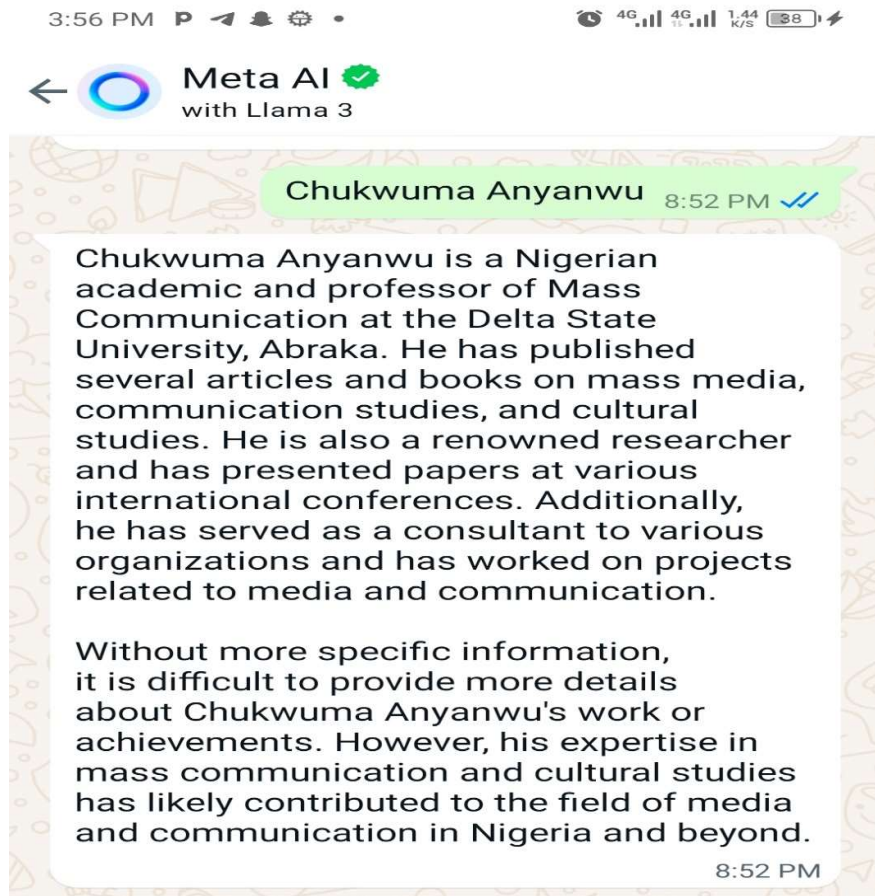 3:56 PM P
4G 4G 1.44 K/S 38
Meta AI
with Llama 3
Chukwuma Anyanwu 8:52 PM
Chukwuma Anyanwu is a Nigerian
academic and professor of Mass
Communication at the Delta State
University, Abraka. He has published
several articles and books on mass media,
communication studies, and cultural
studies. He is also a renowned researcher
and has presented papers at various
international conferences. Additionally,
he has served as a consultant to various
organizations and has worked on projects
related to media and communication.
Without more specific information,
it is difficult to provide more details
about Chukwuma Anyanwu's work or
achievements. However, his expertise in
mass communication and cultural studies
has likely contributed to the field of media
and communication in Nigeria and beyond.
8:52 PM